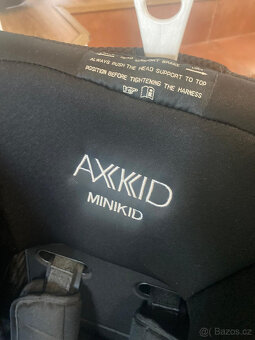 ALWAYS PUSH THE HEAD SUPPORT TO TOP
POSITION BEFORE TIGHTENING THE HARNESS
AXKID
MINIKID
© Bazos.cz